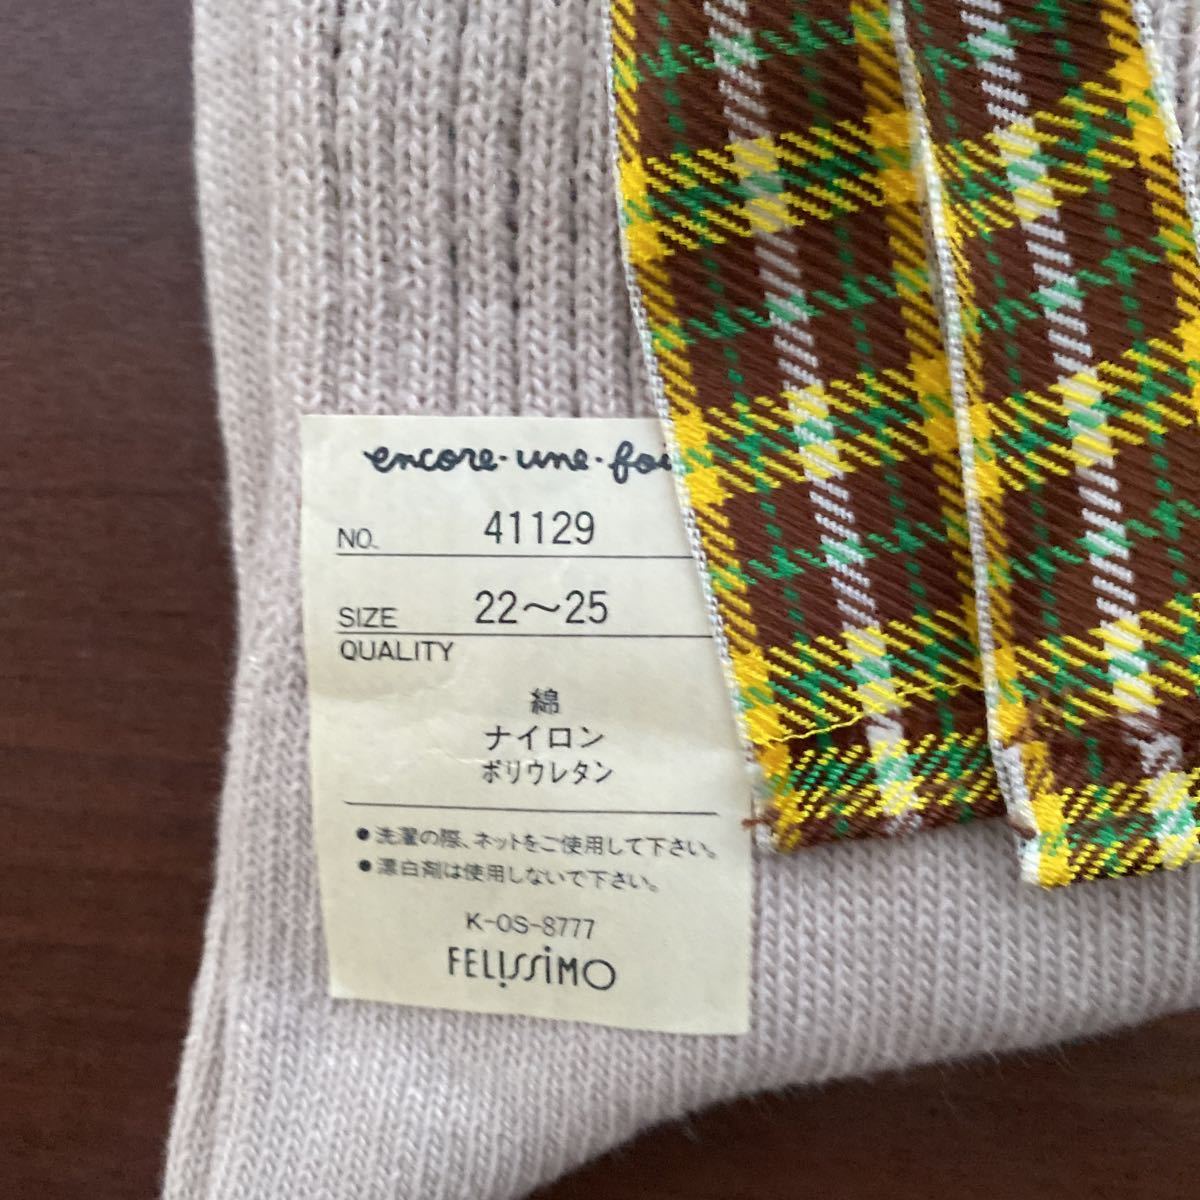 encore·une·foi
NO. 41129
SIZE 22～25
QUALITY
綿
ナイロン
ポリウレタン
●洗濯の際、ネットをご使用して下さい。
●漂白剤は使用しないで下さい。
K-OS-8777
FELISSIMO